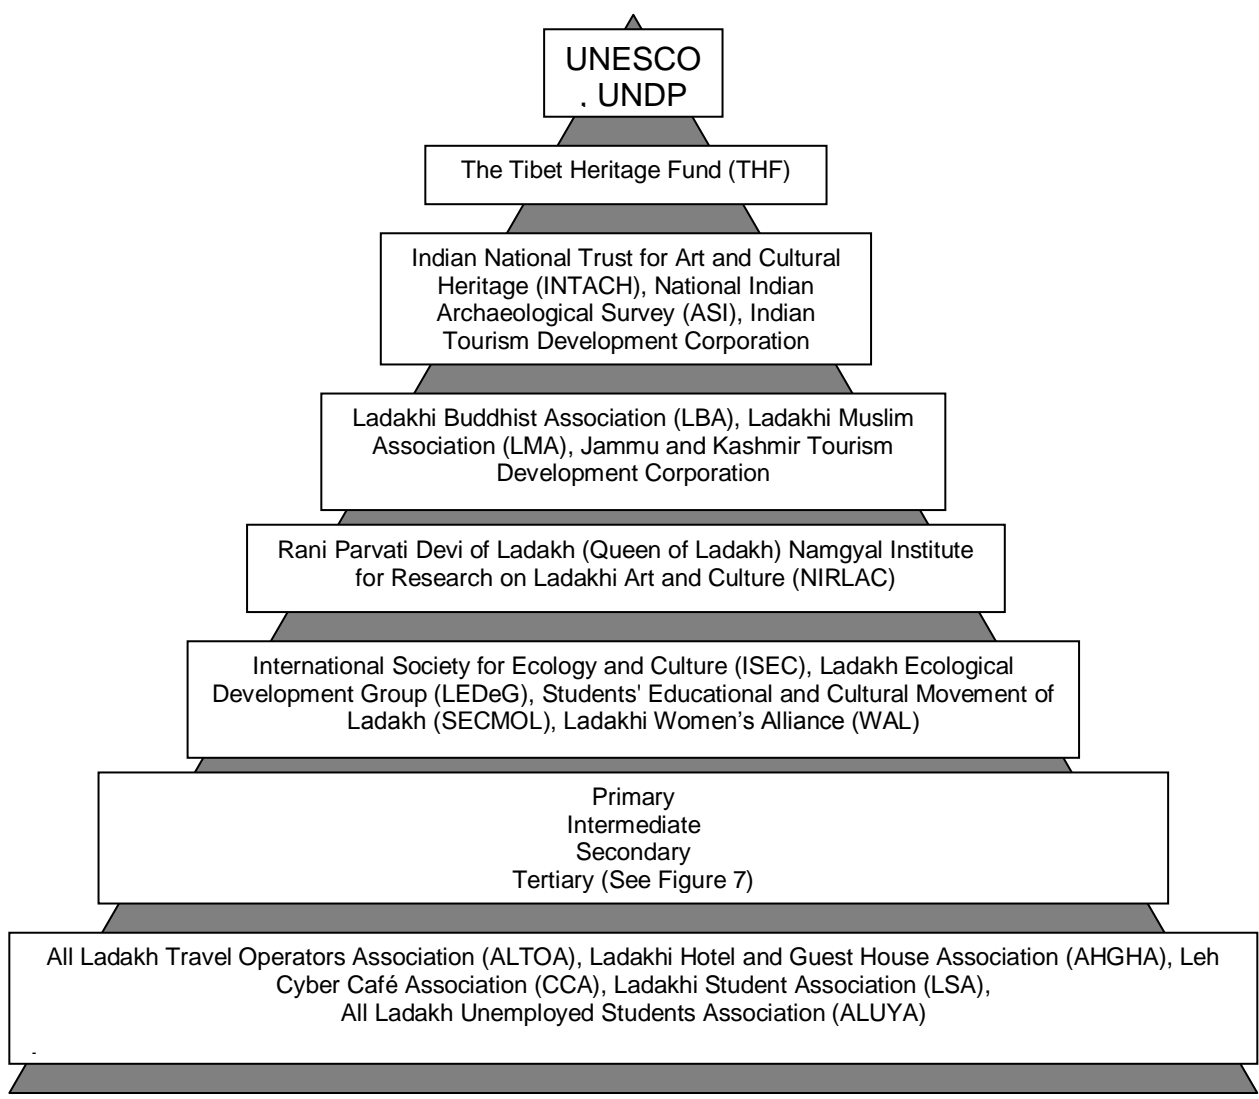 UNESCO
, UNDP
The Tibet Heritage Fund (THF)
Indian National Trust for Art and Cultural
Heritage (INTACH), National Indian
Archaeological Survey (ASI), Indian
Tourism Development Corporation
Ladakhi Buddhist Association (LBA), Ladakhi Muslim
Association (LMA), Jammu and Kashmir Tourism
Development Corporation
Rani Parvati Devi of Ladakh (Queen of Ladakh) Namgyal Institute
for Research on Ladakhi Art and Culture (NIRLAC)
International Society for Ecology and Culture (ISEC), Ladakh Ecological
Development Group (LEDeG), Students' Educational and Cultural Movement of
Ladakh (SECMOL), Ladakhi Women’s Alliance (WAL)
Primary
Intermediate
Secondary
Tertiary (See Figure 7)
All Ladakh Travel Operators Association (ALTOA), Ladakhi Hotel and Guest House Association (AHGHA), Leh
Cyber Café Association (CCA), Ladakhi Student Association (LSA),
All Ladakh Unemployed Students Association (ALUYA)
-